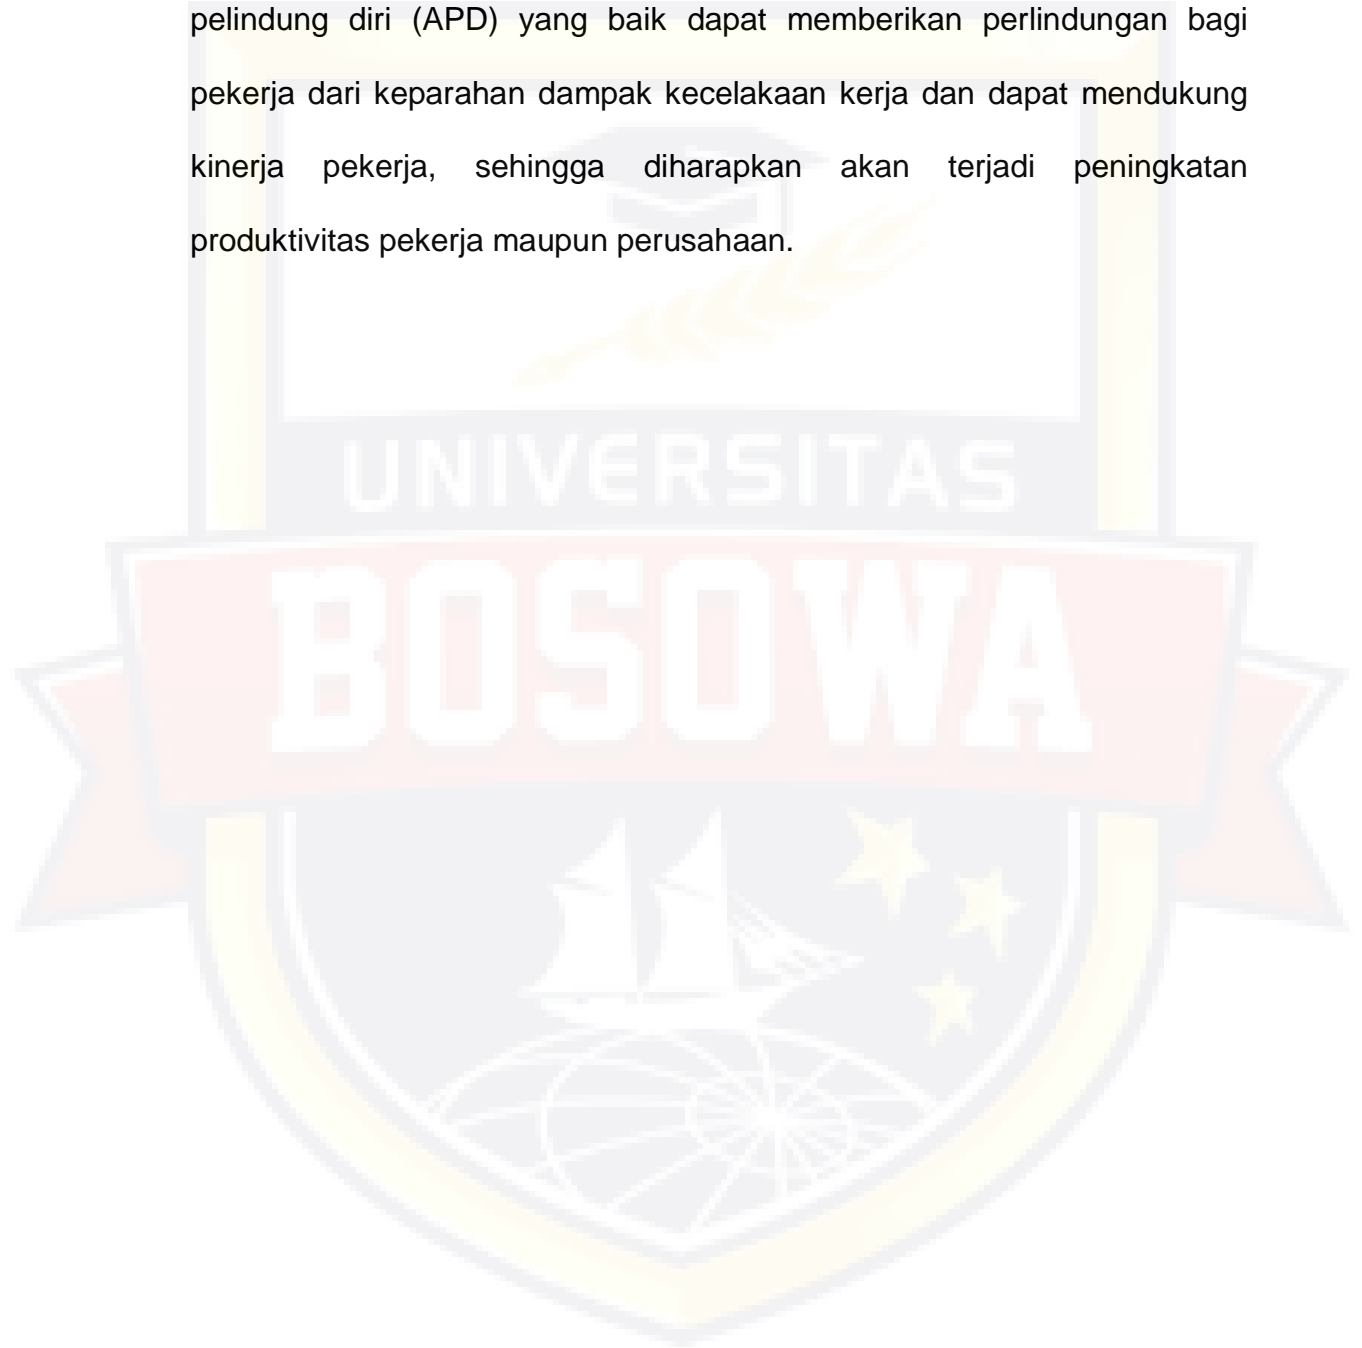 pelindung diri (APD) yang baik dapat memberikan perlindungan bagi
pekerja dari keparahan dampak kecelakaan kerja dan dapat mendukung
kinerja pekerja, sehingga diharapkan akan terjadi peningkatan
produktivitas pekerja maupun perusahaan.
UNIVERSITAS
BOSOWA